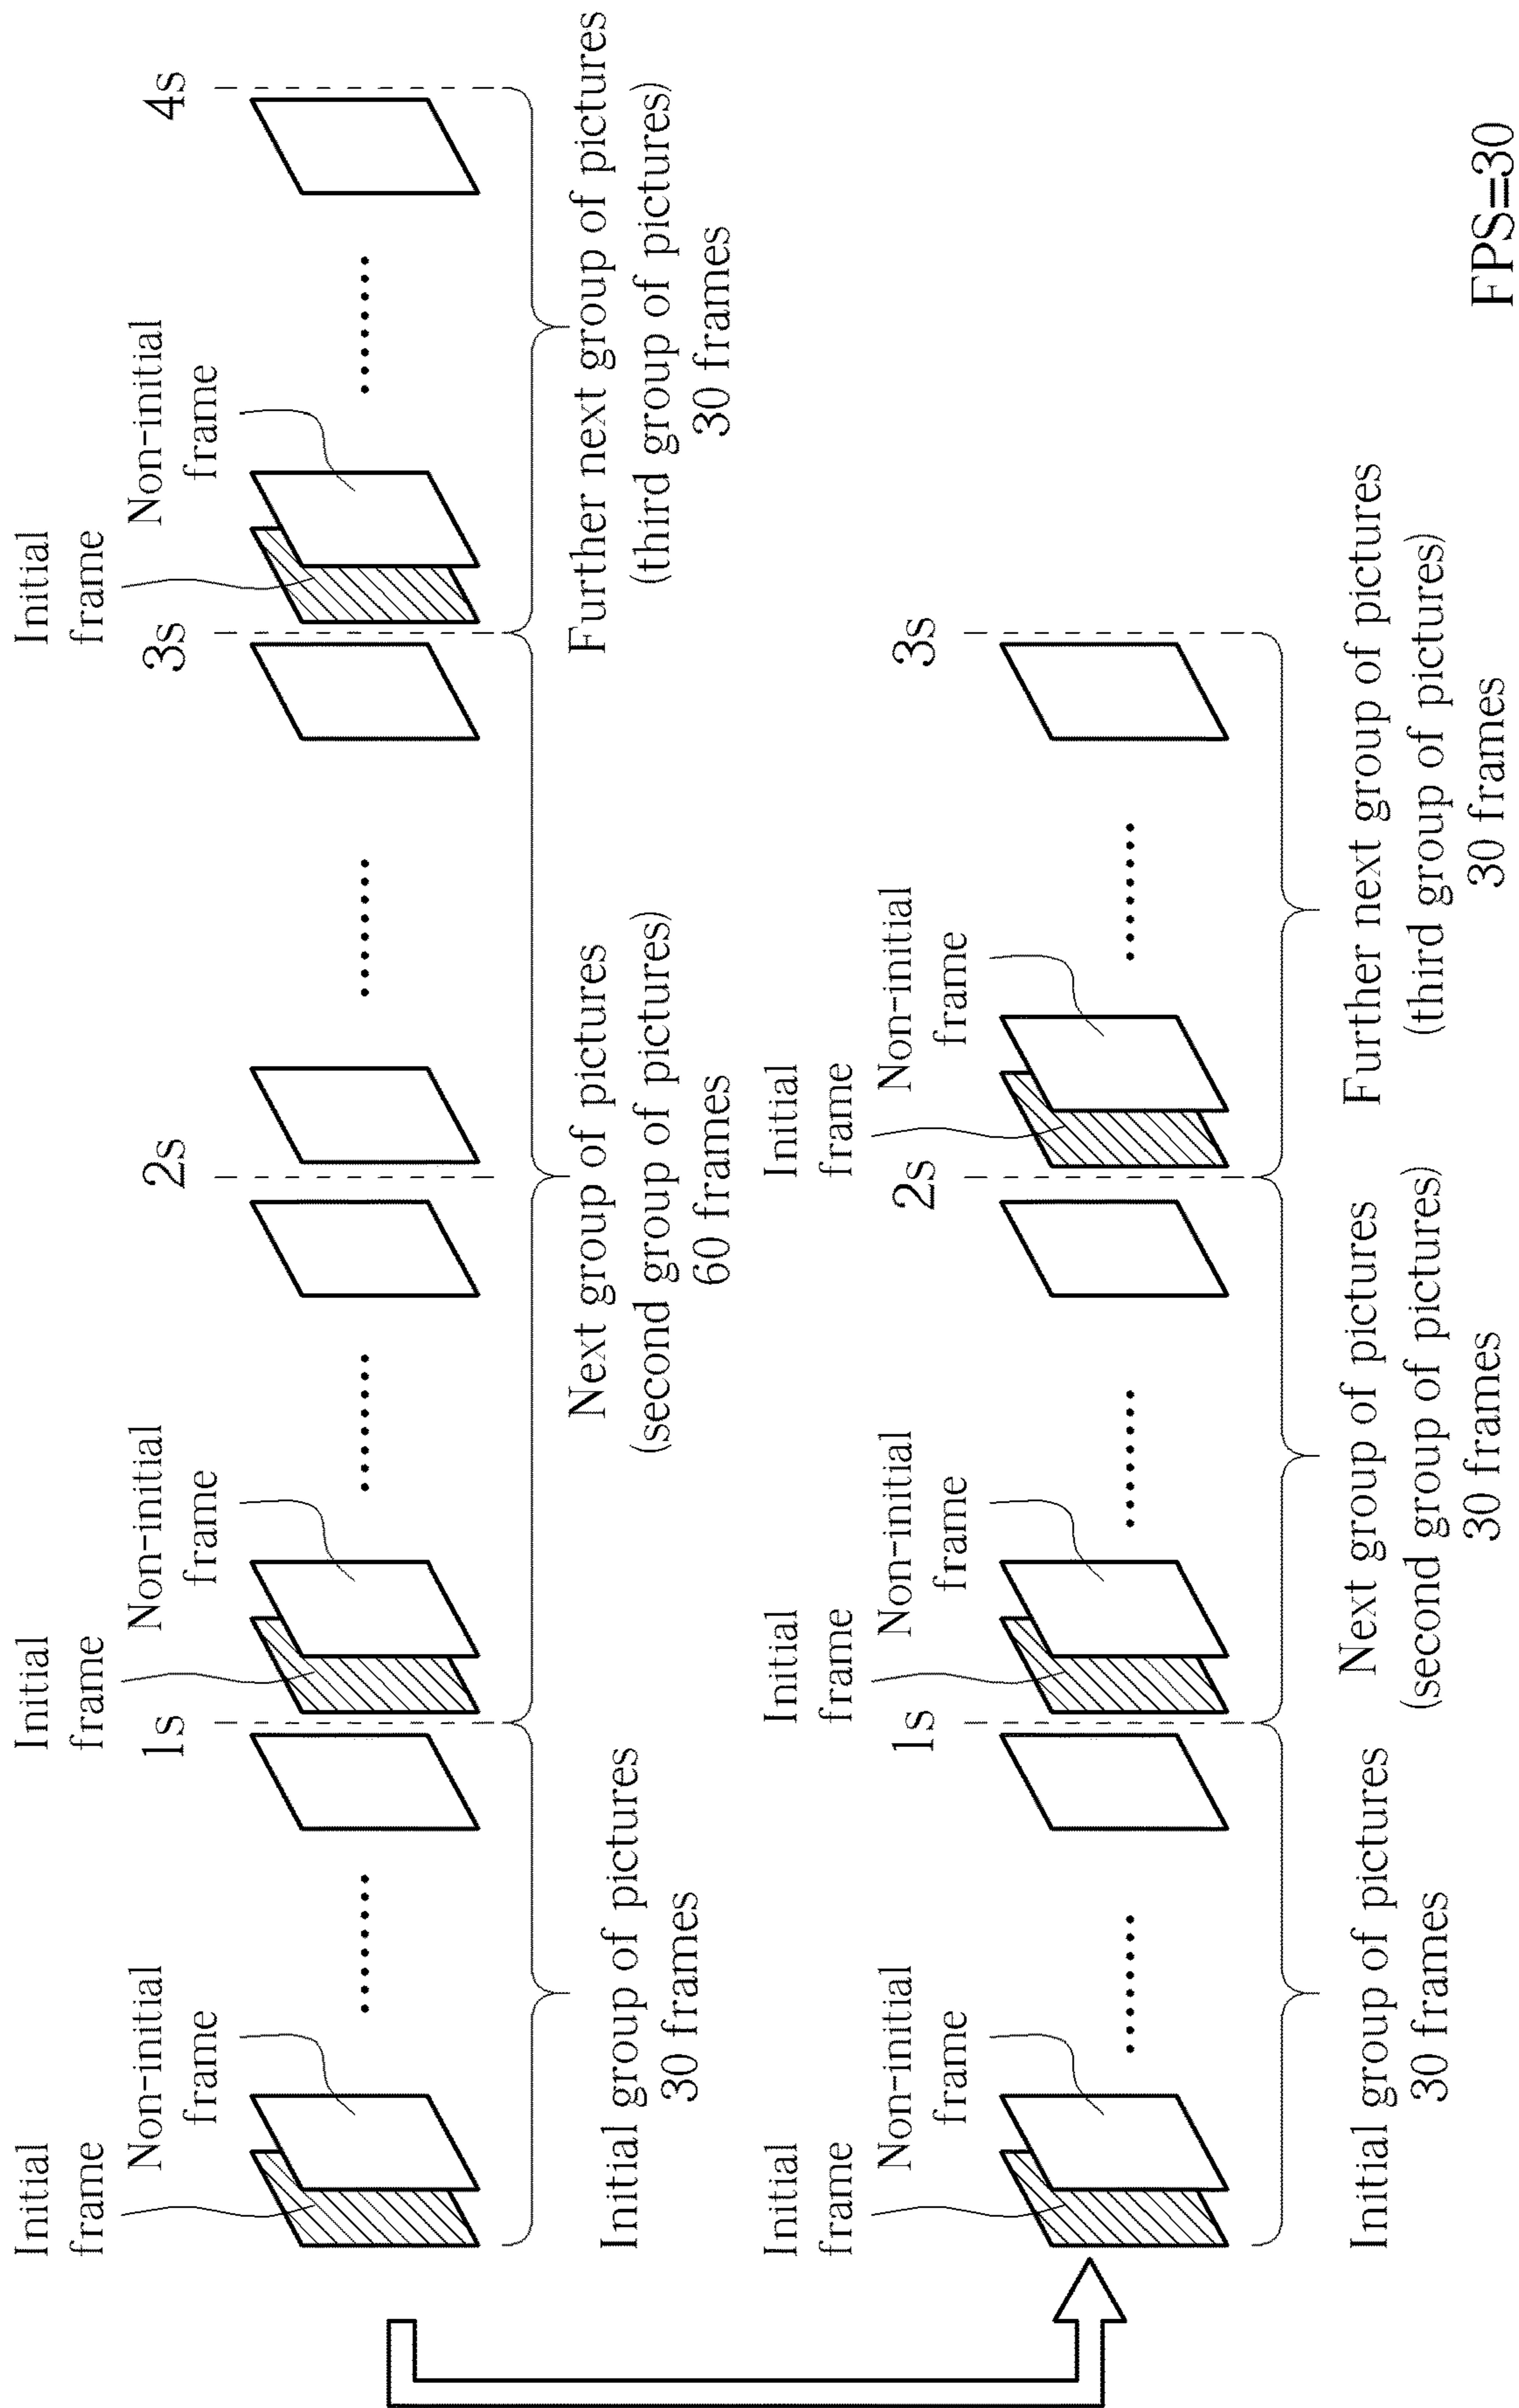 Initial
frame
Non-initial
frame
1s
Initial
frame
Non-initial
frame
2s
3s
Initial
frame
Non-initial
frame
4s
Initial group of pictures
30 frames
Next group of pictures
(second group of pictures)
60 frames
Further next group of pictures
(third group of pictures)
30 frames
Initial
frame
Non-initial
frame
1s
Initial
frame
Non-initial
frame
2s
Initial
frame
Non-initial
frame
3s
Initial group of pictures
30 frames
Next group of pictures
(second group of pictures)
30 frames
Further next group of pictures
(third group of pictures)
30 frames
FPS=30